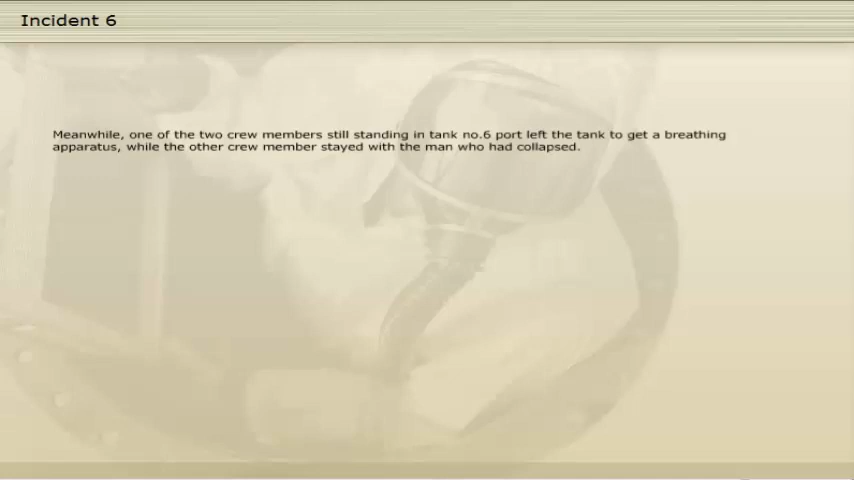 Incident 6
Meanwhile, one of the two crew members still standing in tank no.6 port left the tank to get a breathing
apparatus, while the other crew member stayed with the man who had collapsed.